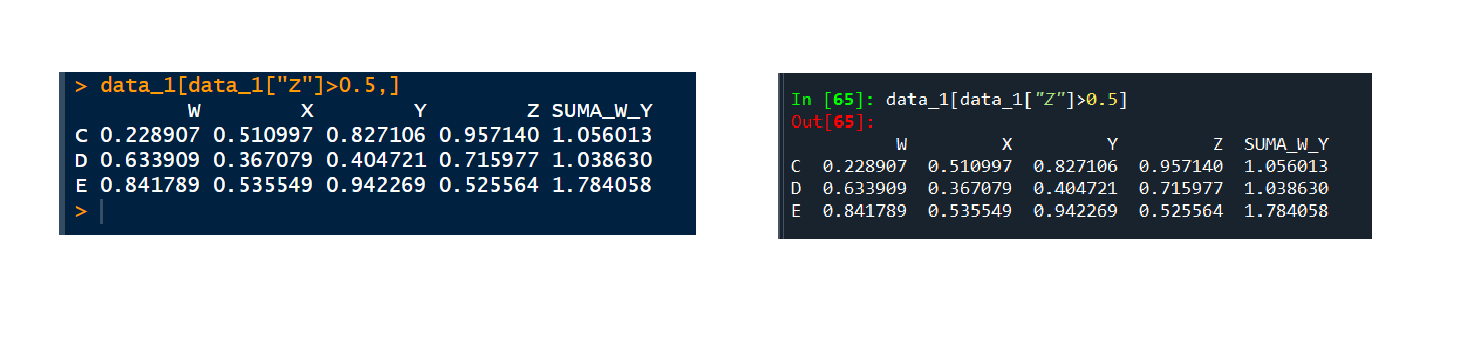 > data_1[data_1["Z"]>0.5,]
W X Y Z SUMA_W_Y
C 0.228907 0.510997 0.827106 0.957140 1.056013
D 0.633909 0.367079 0.404721 0.715977 1.038630
E 0.841789 0.535549 0.942269 0.525564 1.784058
>
In [65]: data_1[data_1["Z"]>0.5]
Out[65]:
W X Y Z SUMA_W_Y
C 0.228907 0.510997 0.827106 0.957140 1.056013
D 0.633909 0.367079 0.404721 0.715977 1.038630
E 0.841789 0.535549 0.942269 0.525564 1.784058